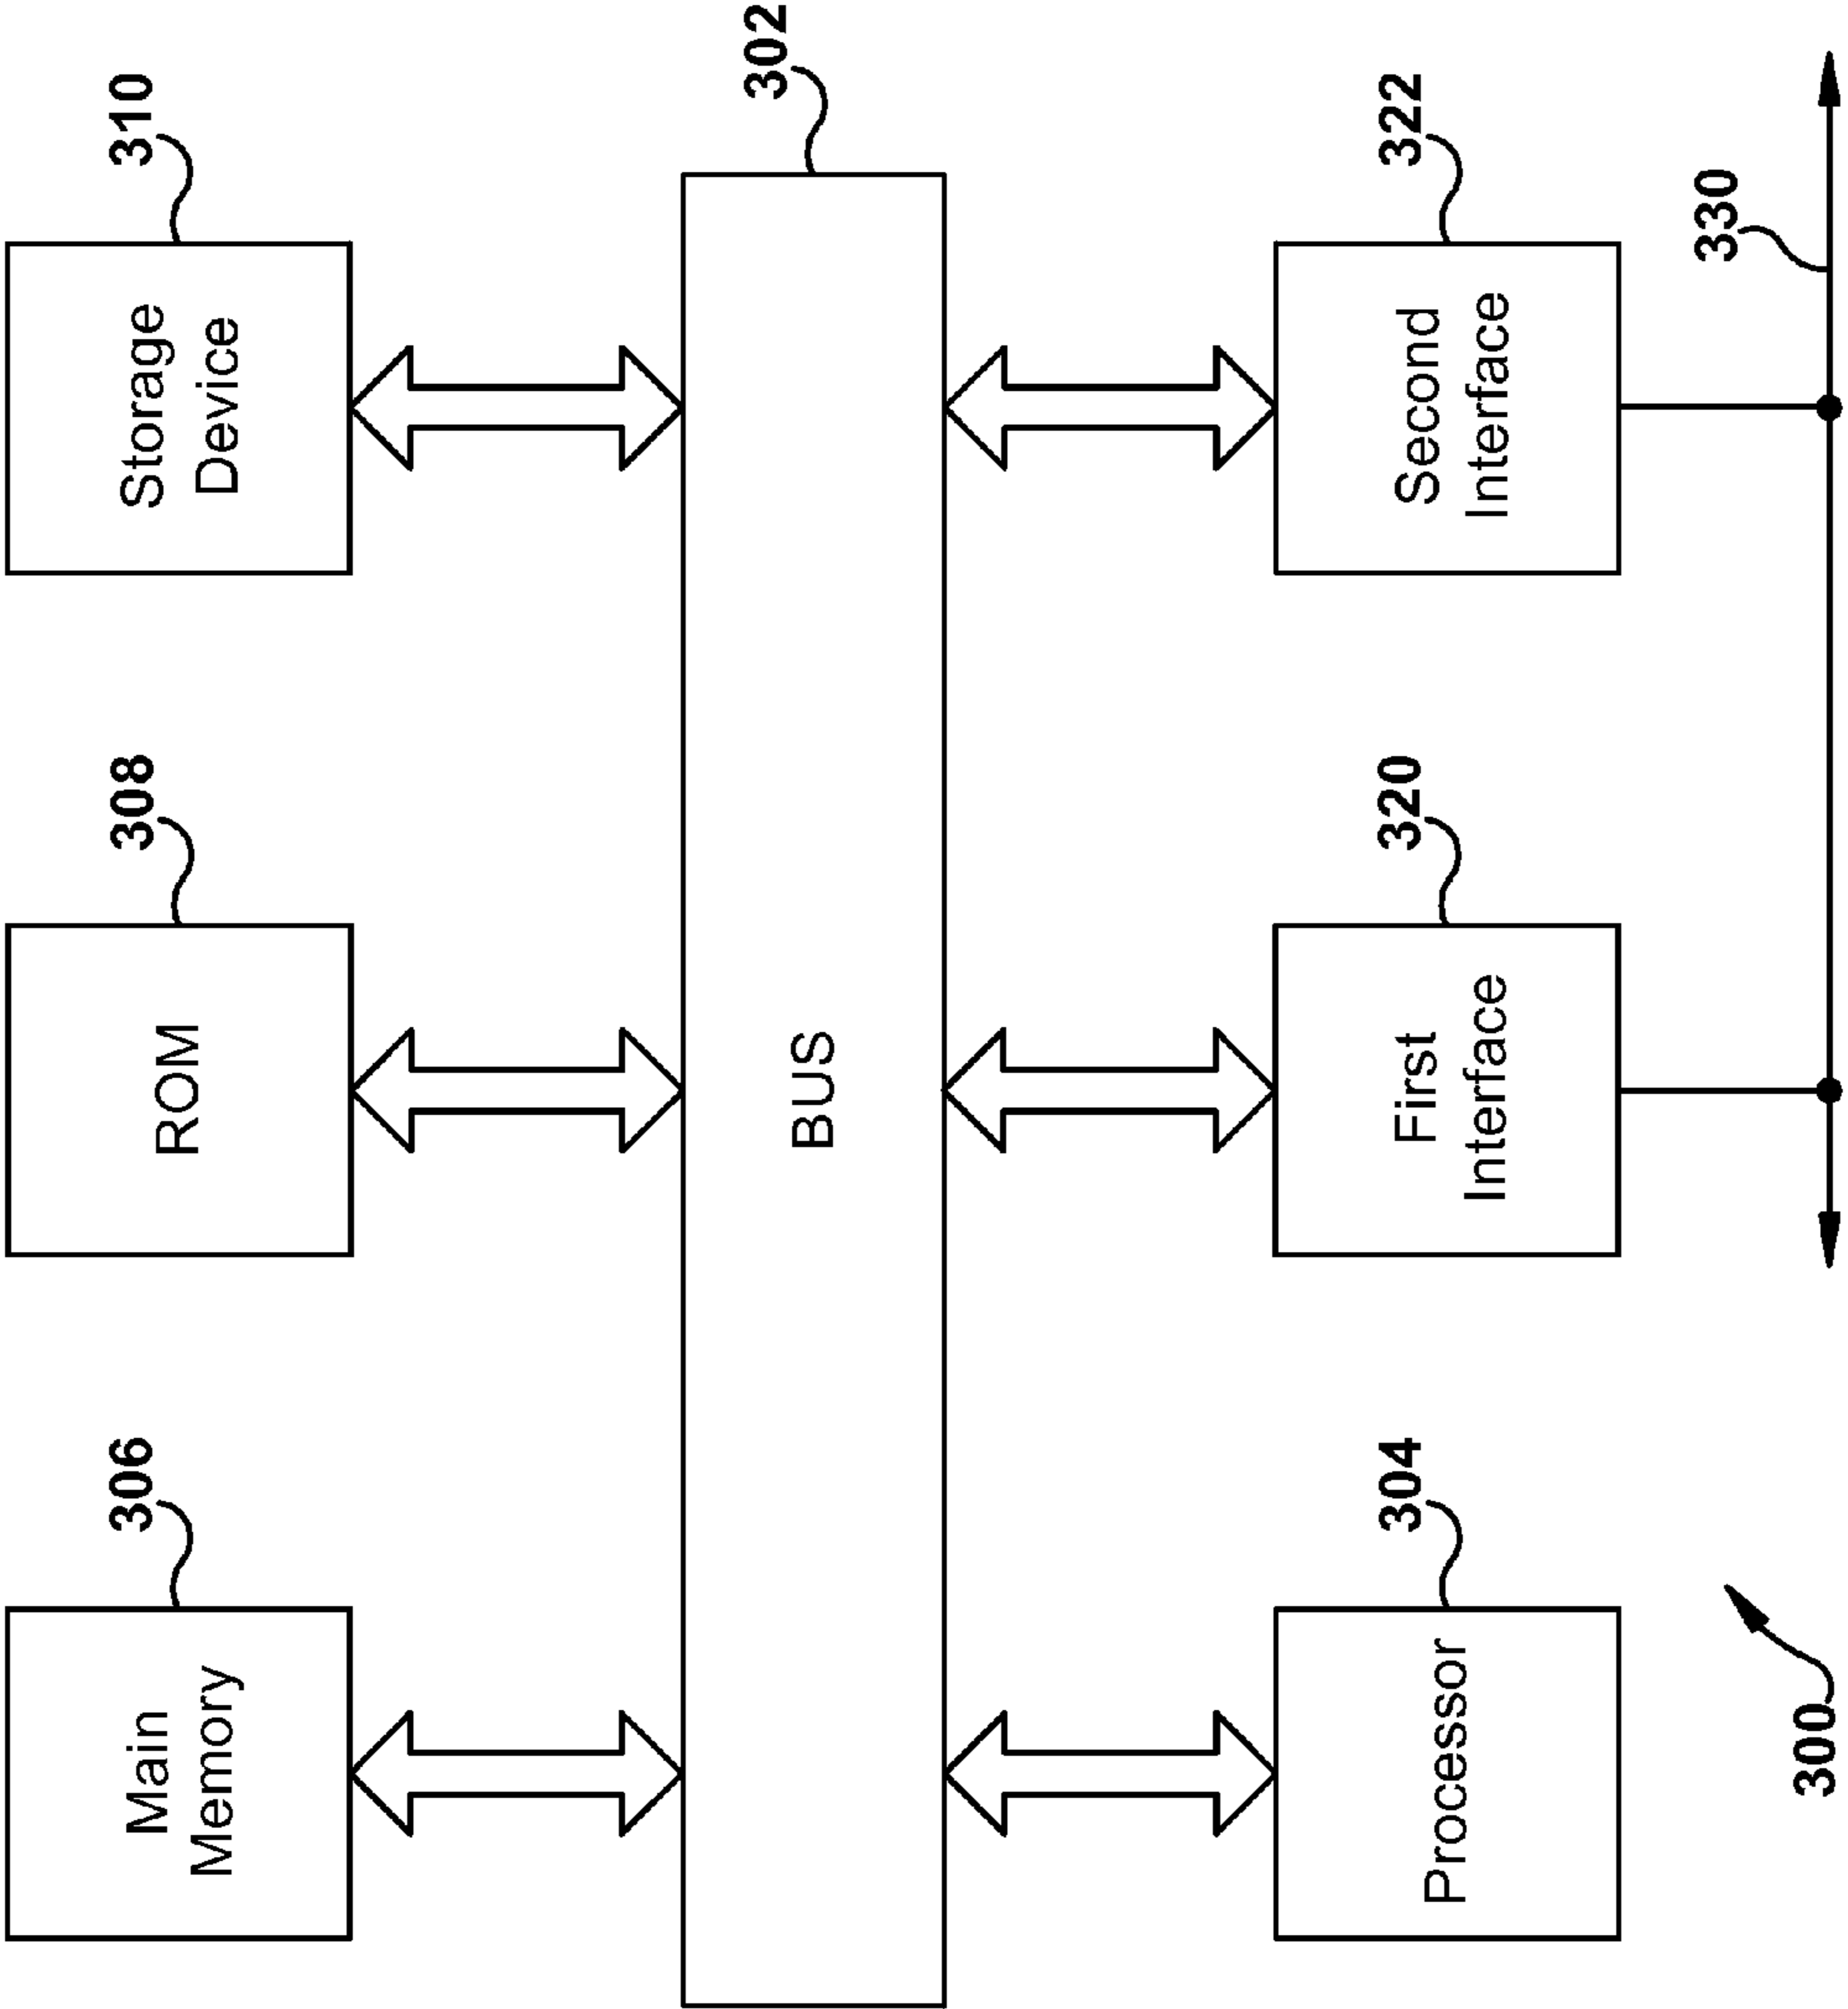 306
308
310
Main
Memory
ROM
Storage
Device
302
BUS
304
320
322
Processor
First
Interface
Second
Interface
330
300